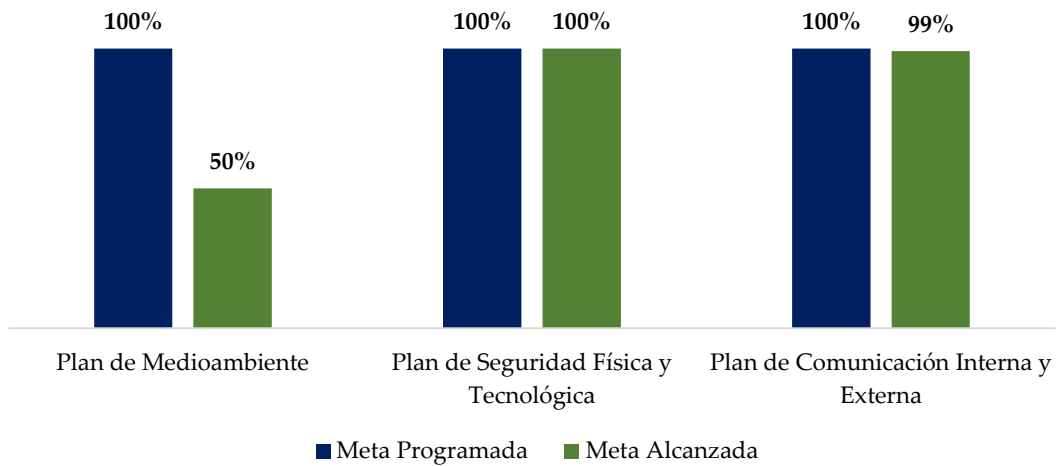 100%
100%
100%
100%
99%
50%
Plan de Medioambiente
Plan de Seguridad Física y
Tecnológica
Plan de Comunicación Interna y
Externa
Meta Programada
Meta Alcanzada